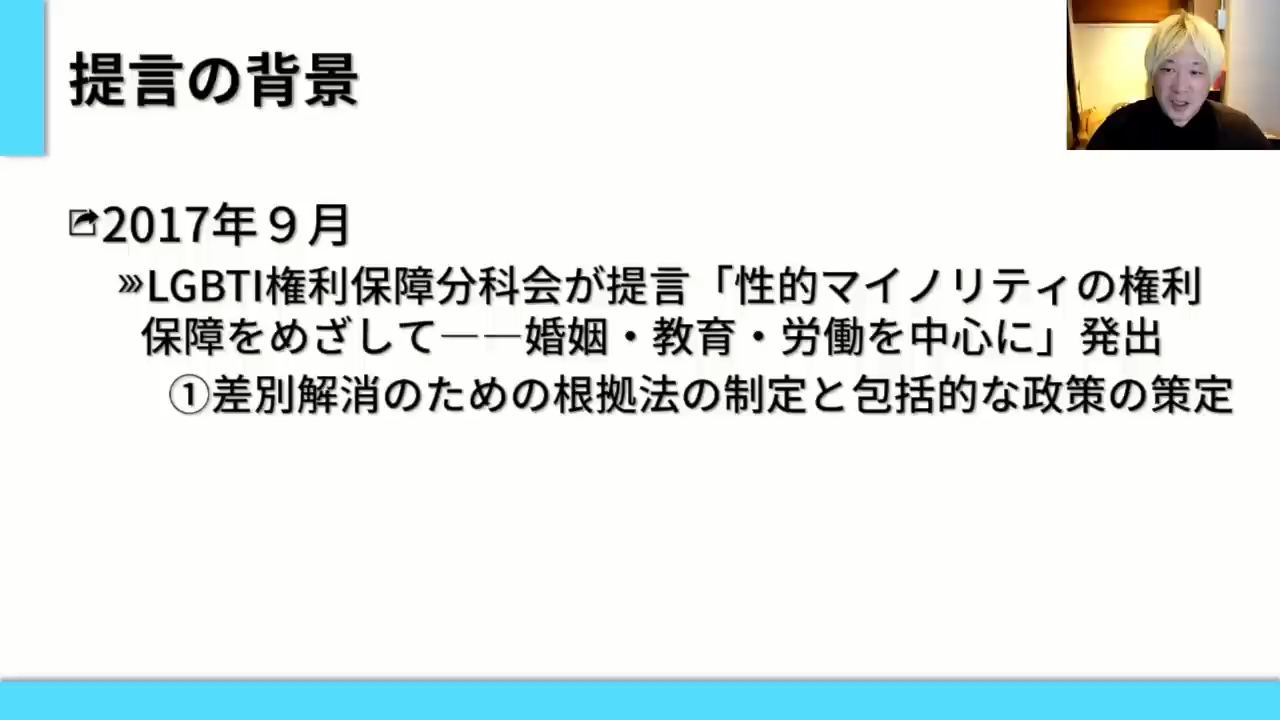 提言の背景
2017年９月
LGBTI権利保障分科会が提言「性的マイノリティの権利
保障をめざして――婚姻・教育・労働を中心に」発出
①差別解消のための根拠法の制定と包括的な政策の策定